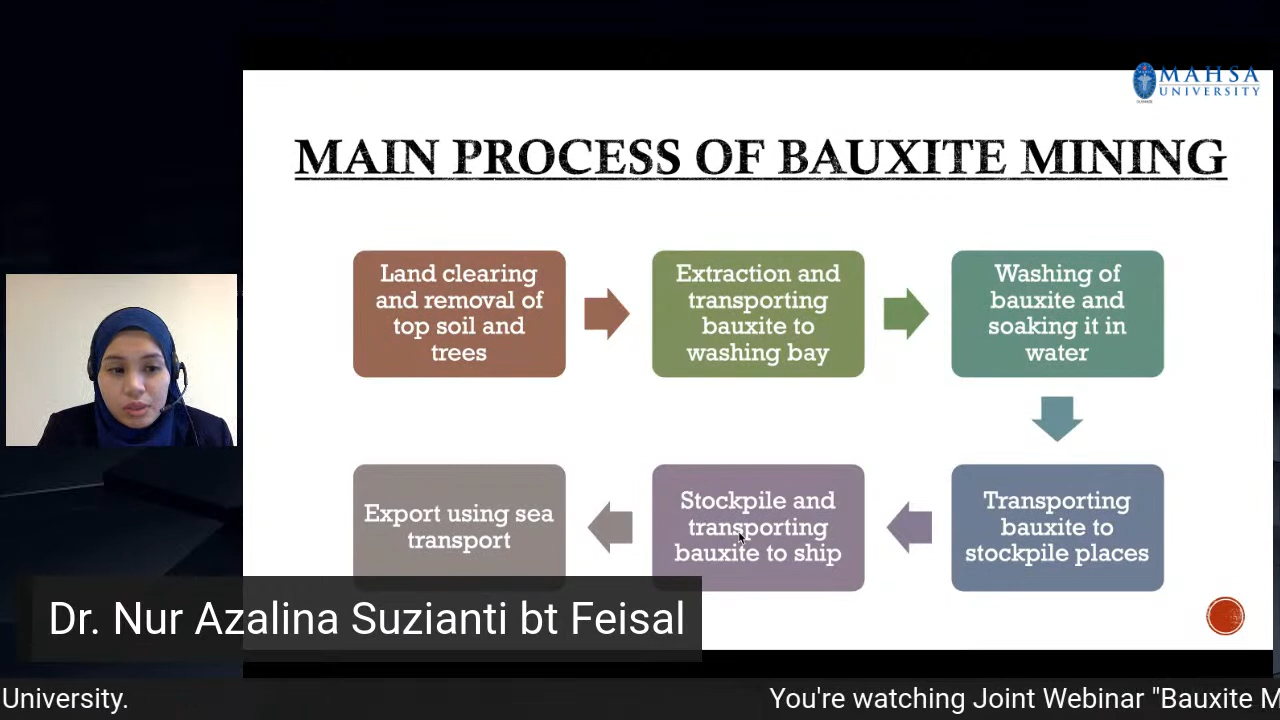 MAHSA
UNIVERSITY
MAIN PROCESS OF BAUXITE MINING
Land clearing
and removal of
top soil and
trees
Extraction and
transporting
bauxite to
washing bay
Washing of
bauxite and
soaking it in
water
Transporting
bauxite to
stockpile places
Stockpile and
transporting
bauxite to ship
Export using sea
transport
Dr. Nur Azalina Suzianti bt Feisal
University.
You're watching Joint Webinar "Bauxite M